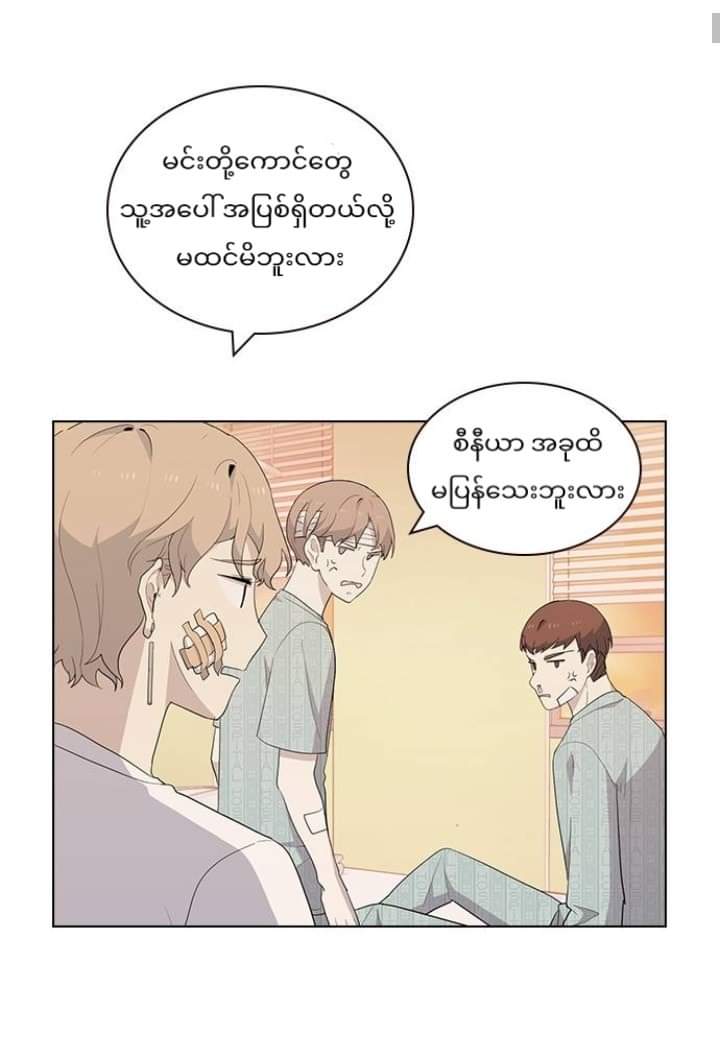 မင်းတို့ကောင်တွေ
သူ့အပေါ် အပြစ်ရှိတယ်လို့
မထင်မိဘူးလား
စီနီယာ အခုထိ
မပြန်သေးဘူးလား